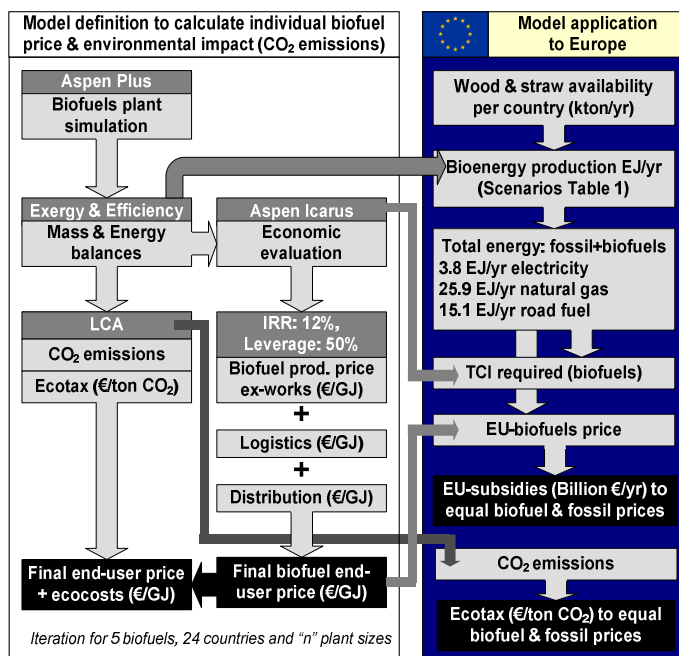 Model definition to calculate individual biofuel
price & environmental impact (CO₂ emissions)
Aspen Plus
Biofuels plant
simulation
Exergy & Efficiency
Mass & Energy
balances
Aspen Icarus
Economic
evaluation
LCA
CO₂ emissions
Ecotax (€/ton CO₂)
IRR: 12%,
Leverage: 50%
Biofuel prod. price
ex-works (€/GJ)
+
Logistics (€/GJ)
+
Distribution (€/GJ)
Final end-user price
+ ecocosts (€/GJ)
Final biofuel end-
user price (€/GJ)
Iteration for 5 biofuels, 24 countries and “n” plant sizes
Model application
to Europe
Wood & straw availability
per country (kton/yr)
Bioenergy production EJ/yr
(Scenarios Table 1)
Total energy: fossil+biofuels
3.8 EJ/yr electricity
25.9 EJ/yr natural gas
15.1 EJ/yr road fuel
TCI required (biofuels)
EU-biofuels price
EU-subsidies (Billion €/yr) to
equal biofuel & fossil prices
CO₂ emissions
Ecotax (€/ton CO₂) to equal
biofuel & fossil prices